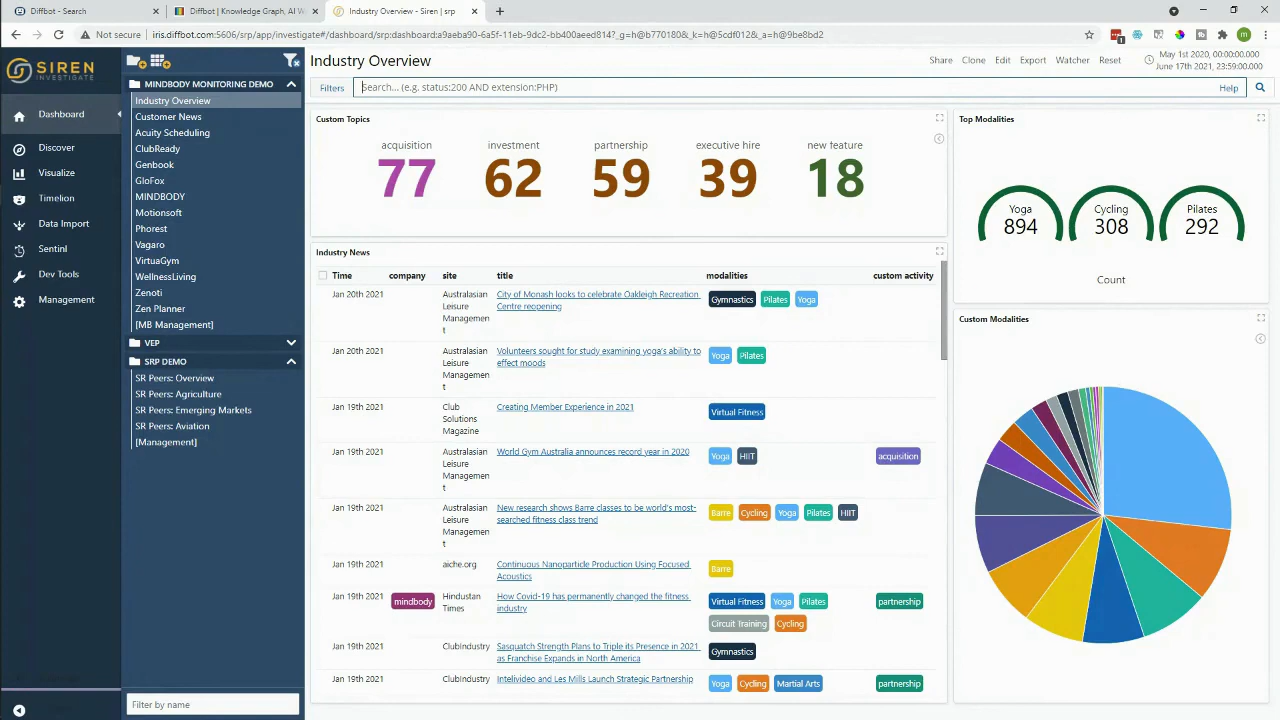 Diffbot - Search
Diffbot | Knowledge Graph, AI W
Industry Overview - Siren | srp
Not secure | iris.diffbot.com:5606/srp/app/investigate#/dashboard/srp:dashboard:a9aeb9a0-6a5f-11eb-9dc2-bb400aeed814?_g=h@b770180&_k=h@5cdf012&_a=h@9be8bd2
SIREN
INVESTIGATE
Dashboard
Discover
Visualize
Timelion
Data Import
Sentinl
Dev Tools
Management
MINDBODY MONITORING DEMO
Industry Overview
Customer News
Acuity Scheduling
ClubReady
Genbook
GloFox
MINDBODY
Motionsoft
Phorest
Vagaro
VirtuaGym
WellnessLiving
Zenoti
Zen Planner
[MB Management]
VEP
SRP DEMO
SR Peers: Overview
SR Peers: Agriculture
SR Peers: Emerging Markets
SR Peers: Aviation
[Management]
Filter by name
Industry Overview
Share Clone Edit Export Watcher Reset
May 1st 2020, 00:00:00.000
June 17th 2021, 23:59:00.000
Filters
Search... (e.g. status:200 AND extension:PHP)
Help
Custom Topics
acquisition investment partnership executive hire new feature
77 62 59 39 18
Industry News
Time company site title modalities custom activity
Jan 20th 2021
Australasian
Leisure
Managemen
t
City of Monash looks to celebrate Oakleigh Recreation
Centre reopening
Gymnastics Pilates Yoga
Jan 20th 2021
Australasian
Leisure
Managemen
t
Volunteers sought for study examining yoga's ability to
effect moods
Yoga Pilates
Jan 19th 2021
Club
Solutions
Magazine
Creating Member Experience in 2021
Virtual Fitness
Jan 19th 2021
Australasian
Leisure
Managemen
t
World Gym Australia announces record year in 2020
Yoga HIIT
acquisition
Jan 19th 2021
Australasian
Leisure
Managemen
t
New research shows Barre classes to be world's most-
searched fitness class trend
Barre Cycling Yoga Pilates HIIT
Jan 19th 2021
aiche.org
Continuous Nanoparticle Production Using Focused
Acoustics
Barre
Jan 19th 2021
mindbody
Hindustan
Times
How Covid-19 has permanently changed the fitness
industry
Virtual Fitness Yoga Pilates
Circuit Training Cycling
partnership
Jan 19th 2021
Clubindustry
Sasquatch Strength Plans to Triple its Presence in 2021
as Franchise Expands in North America
Gymnastics
Jan 19th 2021
Clubindustry
Intelivideo and Les Mills Launch Strategic Partnership
Yoga Cycling Martial Arts
partnership
Top Modalities
Yoga Cycling Pilates
894 308 292
Count
Custom Modalities